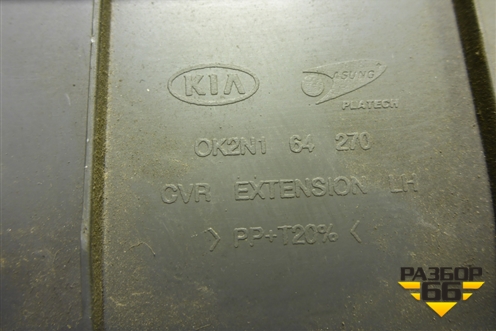 KIA
ASUNG
PLATECH
OK2N1 64 270
CVR EXTENSION LH
> PP+T20% <
РАЗБОР
66